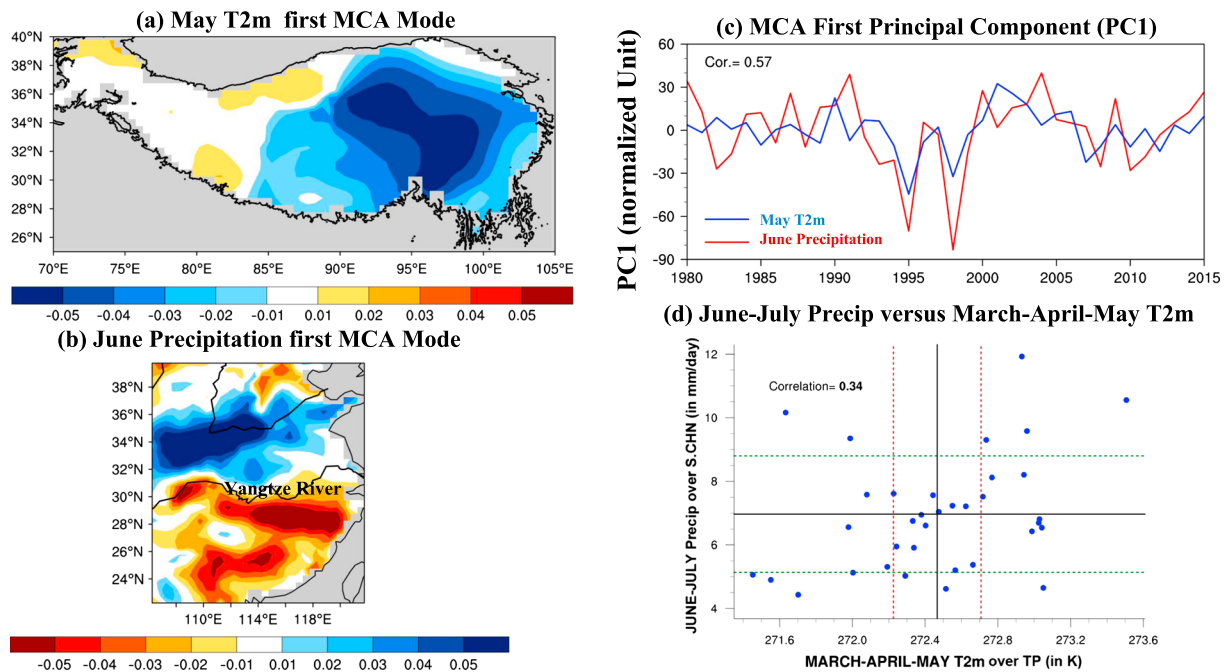 (a) May T2m  first MCA Mode
40°N
38°N
36°N
34°N
32°N
30°N
28°N
26°N
70°E 75°E 80°E 85°E 90°E 95°E 100°E 105°E
-0.05 -0.04 -0.03 -0.02 -0.01 0.01 0.02 0.03 0.04 0.05
(b) June Precipitation first MCA Mode
38°N
36°N
34°N
32°N
30°N
28°N
26°N
24°N
Yangtze River
110°E 114°E 118°E
-0.05 -0.04 -0.03 -0.02 -0.01 0.01 0.02 0.03 0.04 0.05
(c) MCA First Principal Component (PC1)
PC1 (normalized Unit)
60
30
0
-30
-60
-90
Cor.= 0.57
May T2m
June Precipitation
1980 1985 1990 1995 2000 2005 2010 2015
(d) June-July Precip versus March-April-May T2m
JUNE-JULY Precip over S.CHN (in mm/day)
12
10
8
6
4
Correlation= 0.34
271.6 272.0 272.4 272.8 273.2 273.6
MARCH-APRIL-MAY T2m over TP (in K)